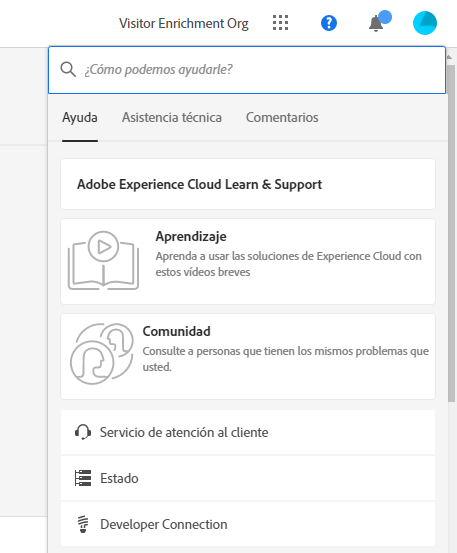 Visitor Enrichment Org
¿Cómo podemos ayudarle?
Ayuda Asistencia técnica Comentarios
Adobe Experience Cloud Learn & Support
Aprendizaje
Aprenda a usar las soluciones de Experience Cloud con
estos vídeos breves
Comunidad
Consulte a personas que tienen los mismos problemas que
usted.
Servicio de atención al cliente
Estado
Developer Connection